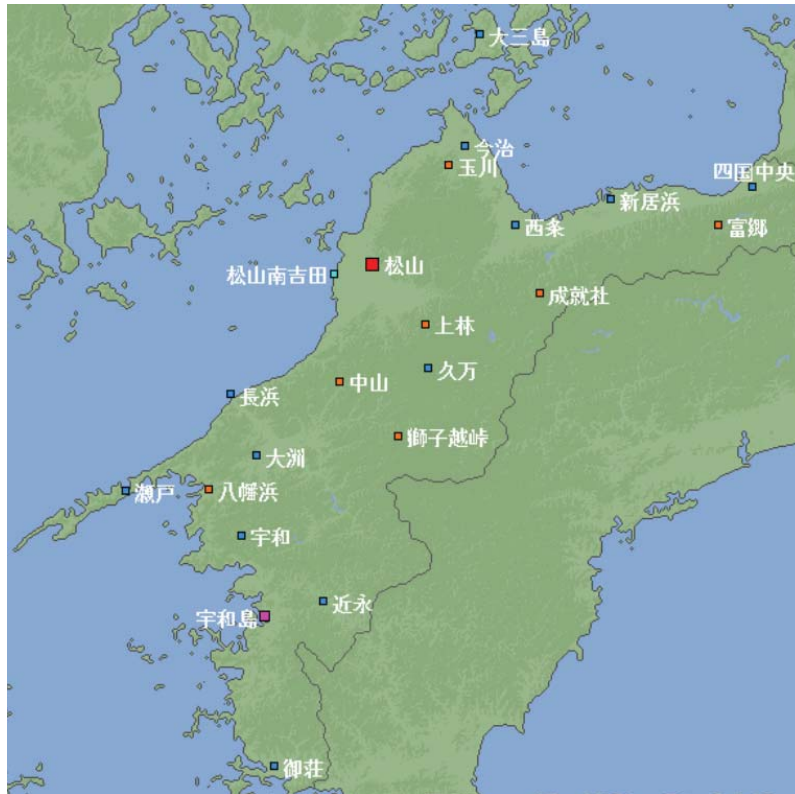 大三島
今治
玉川
四国中央
新居浜
西条
富郷
松山
松山南吉田
成就社
上林
久万
中山
長浜
獅子越峠
大洲
瀬戸
八幡浜
宇和
近永
宇和島
御荘